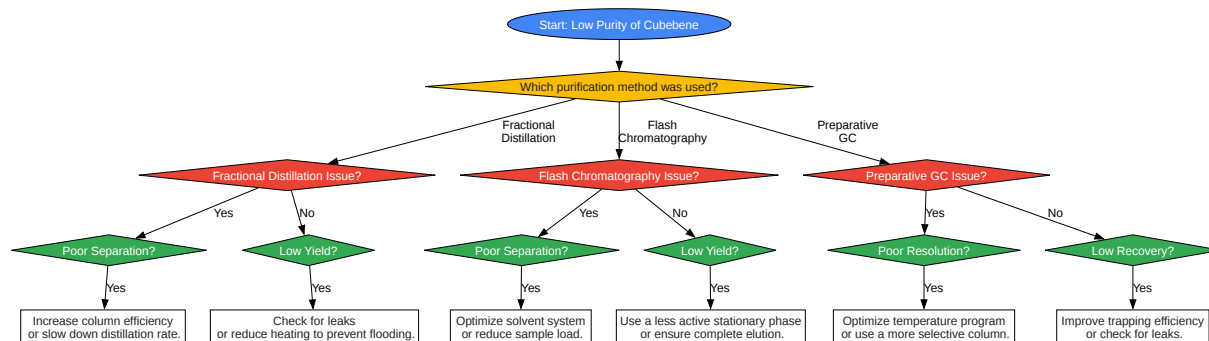 Start: Low Purity of Cubebene
Which purification method was used?
Fractional
Distillation
Flash
Chromatography
Preparative
GC
Fractional Distillation Issue?
Flash Chromatography Issue?
Preparative GC Issue?
Yes
No
Yes
No
Yes
No
Poor Separation?
Low Yield?
Poor Separation?
Low Yield?
Poor Resolution?
Low Recovery?
Yes
Yes
Yes
Yes
Yes
Yes
Increase column efficiency
or slow down distillation rate.
Check for leaks
or reduce heating to prevent flooding.
Optimize solvent system
or reduce sample load.
Use a less active stationary phase
or ensure complete elution.
Optimize temperature program
or use a more selective column.
Improve trapping efficiency
or check for leaks.